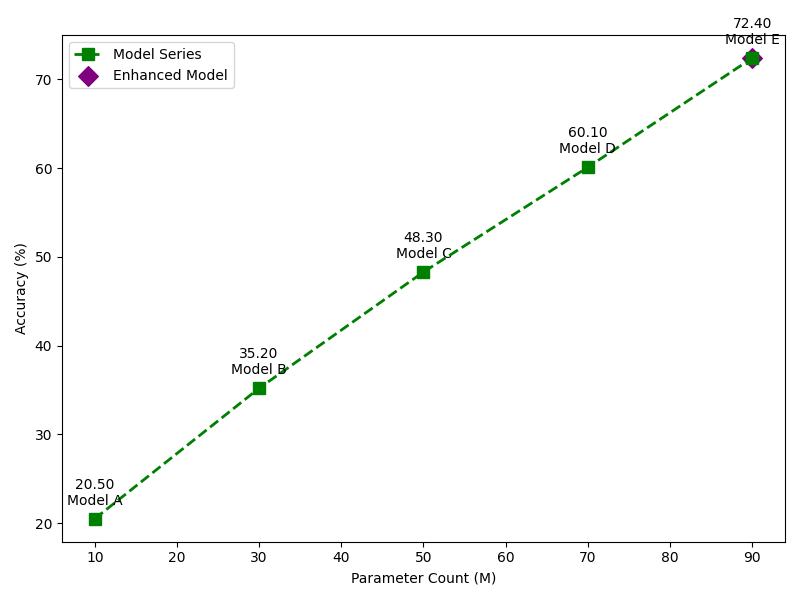 72.40
Model E
Model Series
Enhanced Model
60.10
Model D
48.30
Model C
35.20
Model B
20.50
Model A
70
60
50
40
30
20
Accuracy (%)
10 20 30 40 50 60 70 80 90
Parameter Count (M)